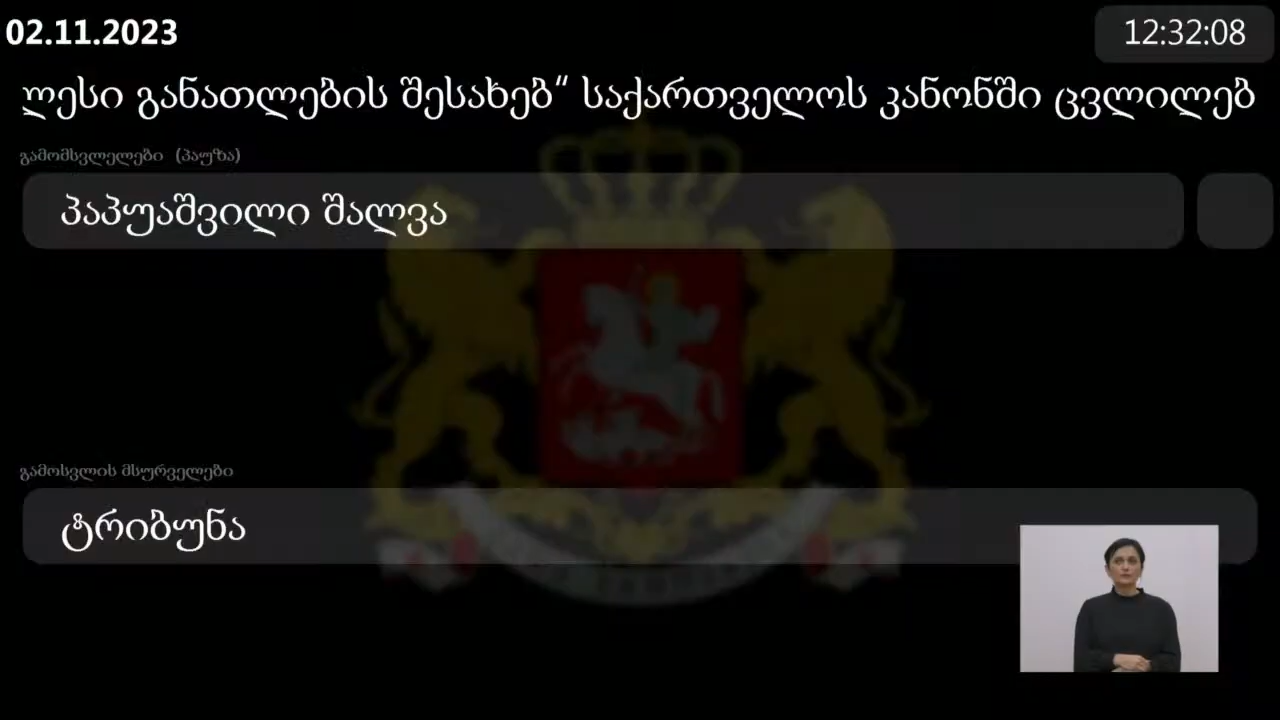 02.11.2023
12:32:08
ლესი განათლების შესახებ“ საქართველოს კანონში ცვლილებ
გამომსვლელები (პაუზა)
პაპუაშვილი შალვა
გამოსვლის მსურველები
ტრიბუნა